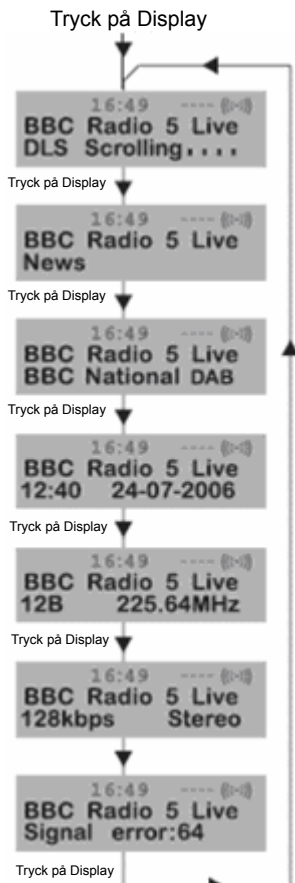 Tryck på Display
16:49 ----
BBC Radio 5 Live
DLS Scrolling....
Tryck på Display
16:49 ----
BBC Radio 5 Live
News
Tryck på Display
16:49 ----
BBC Radio 5 Live
BBC National DAB
Tryck på Display
16:49 ----
BBC Radio 5 Live
12:40 24-07-2006
Tryck på Display
16:49 ----
BBC Radio 5 Live
12B 225.64MHz
Tryck på Display
16:49 ----
BBC Radio 5 Live
128kbps Stereo
16:49 ----
BBC Radio 5 Live
Signal error:64
Tryck på Display